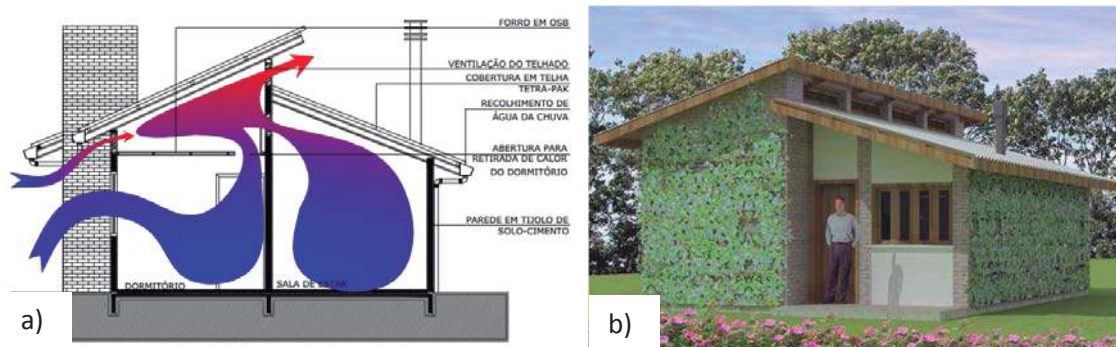 FORRO EM OSB
VENTILAÇÃO DO TELHADO
COBERTURA EM TELHA
TETRA-PAK
RECOLHIMENTO DE
ÁGUA DA CHUVA
ABERTURA PARA
RETIRADA DE CALOR
DO DORMITÓRIO
PAREDE EM TIJOLO DE
SOLO-CIMENTO
DORMITÓRIO
SALA DE ESTAR
a)
b)